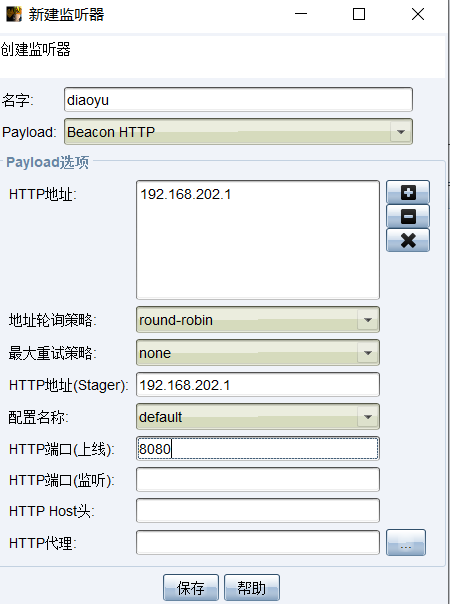 新建监听器
创建监听器
名字: diaoyu
Payload: Beacon HTTP
Payload选项
HTTP地址: 192.168.202.1
地址轮询策略: round-robin
最大重试策略: none
HTTP地址(Stager): 192.168.202.1
配置名称: default
HTTP端口(上线): 8080
HTTP端口(监听):
HTTP Host头:
HTTP代理: ...
保存 帮助